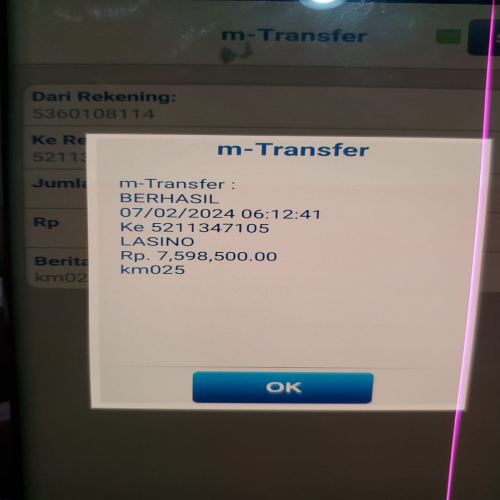 m-Transfer
Dari Rekening:
5360108114
Ke Re
5211
Jumla
Rp
Berita
km02
m-Transfer
m-Transfer :
BERHASIL
07/02/2024 06:12:41
Ke 5211347105
LASINO
Rp. 7,598,500.00
km025
OK